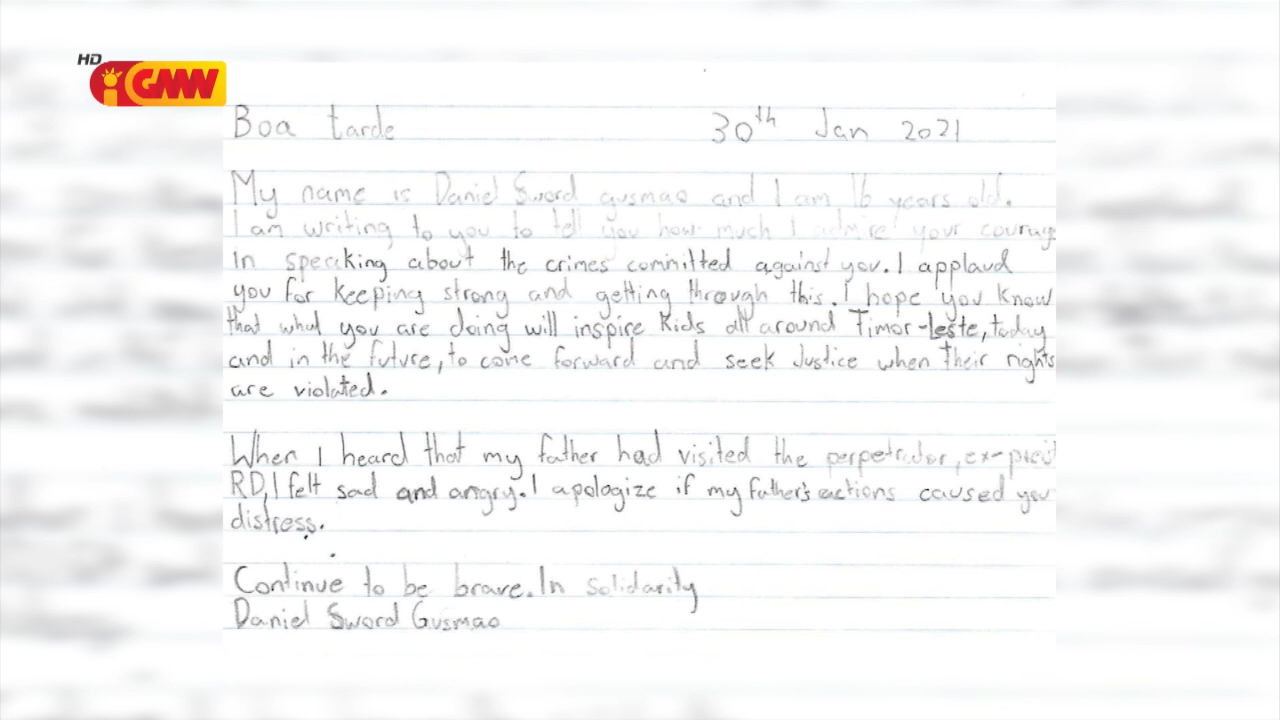 HD
iGMW
Boa tarde 30th Jan 2021
My name is Daniel Sword gusmao and I am 16 years old.
I am writing to you to tell you how much I admire your courag
in speaking about the crimes committed against you. I applaud
you for keeping strong and getting through this. I hope you know
that what you are doing will inspire kids all around Timor-leste, today
and in the future, to come forward and seek Justice when their rights
are violated.
When I heard that my father had visited the perpetrator,
RD, I felt sad and angry. I apologize if my father's actions caused you
distress.
Continue to be brave. In solidarity
Daniel Sword Gusmao